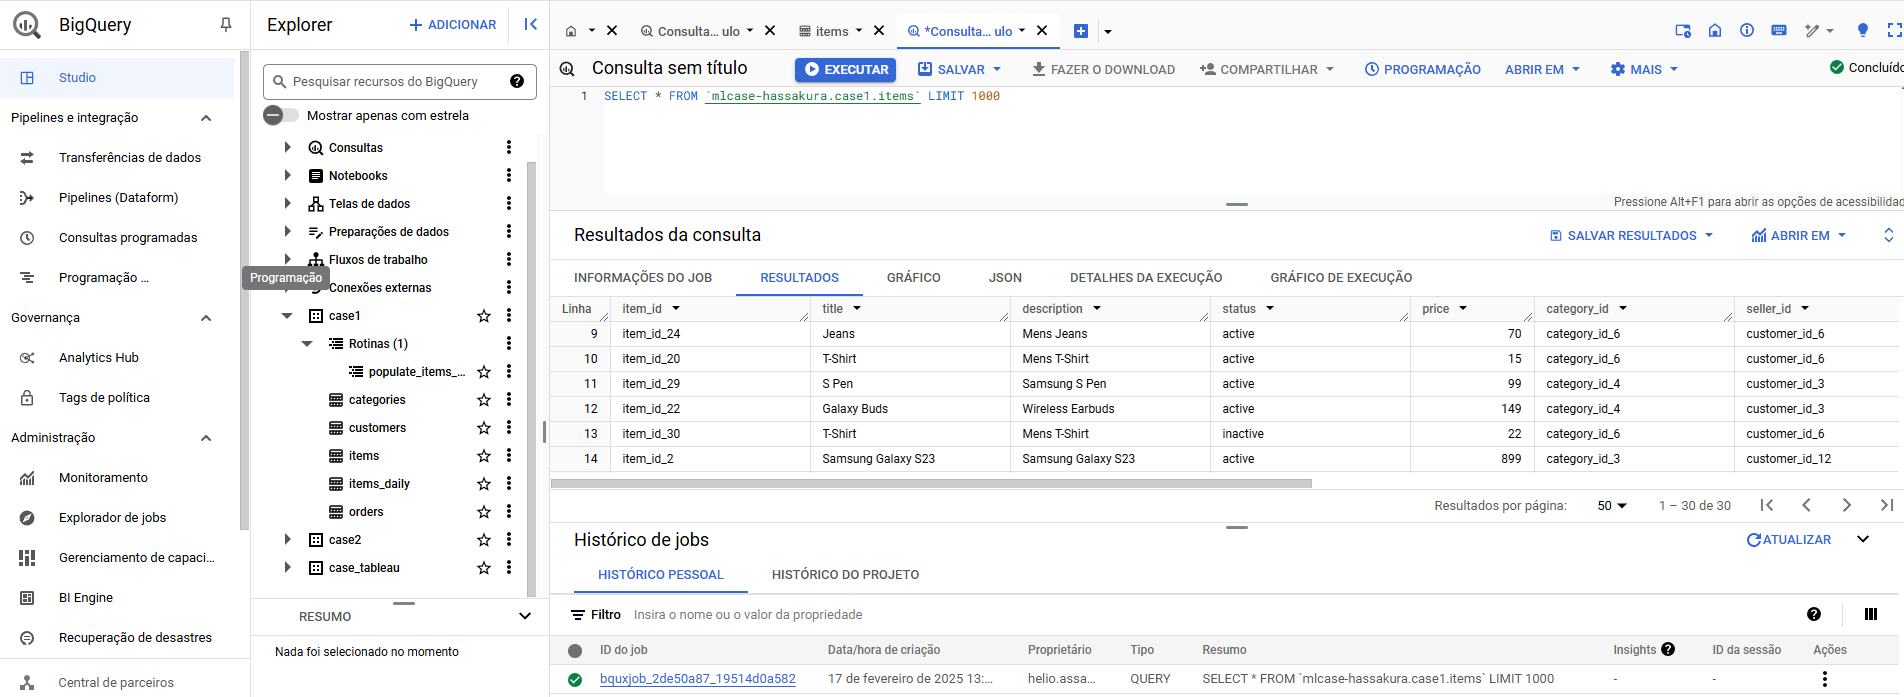 BigQuery
Studio
Pipelines e integração
Transferências de dados
Pipelines (Dataform)
Consultas programadas
Programação ...
Governança
Analytics Hub
Tags de política
Administração
Monitoramento
Explorador de jobs
Gerenciamento de capaci...
BI Engine
Recuperação de desastres
Central de parceiros
Explorer
ADICIONAR
Pesquisar recursos do BigQuery
Mostrar apenas com estrela
Consultas
Notebooks
Telas de dados
Preparações de dados
Fluxos de trabalho
Programação
Conexões externas
case1
Rotinas (1)
populate_items_...
categories
customers
items
items_daily
orders
case2
case_tableau
RESUMO
Nada foi selecionado no momento
Consulta... ulo
items
*Consulta... ulo
Consulta sem título
EXECUTAR
SALVAR
FAZER O DOWNLOAD
COMPARTILHAR
PROGRAMAÇÃO
ABRIR EM
MAIS
Concluído
1 SELECT * FROM `mlcase-hassakura.case1.items` LIMIT 1000
Pressione Alt+F1 para abrir as opções de acessibilidad
Resultados da consulta
SALVAR RESULTADOS
ABRIR EM
INFORMAÇÕES DO JOB RESULTADOS GRÁFICO JSON DETALHES DA EXECUÇÃO GRÁFICO DE EXECUÇÃO
Linha item_id title description status price category_id seller_id
9 item_id_24 Jeans Mens Jeans active 70 category_id_6 customer_id_6
10 item_id_20 T-Shirt Mens T-Shirt active 15 category_id_6 customer_id_6
11 item_id_29 S Pen Samsung S Pen active 99 category_id_4 customer_id_3
12 item_id_22 Galaxy Buds Wireless Earbuds active 149 category_id_4 customer_id_3
13 item_id_30 T-Shirt Mens T-Shirt inactive 22 category_id_6 customer_id_6
14 item_id_2 Samsung Galaxy S23 Samsung Galaxy S23 active 899 category_id_3 customer_id_12
Resultados por página: 50 1 – 30 de 30
Histórico de jobs
ATUALIZAR
HISTÓRICO PESSOAL HISTÓRICO DO PROJETO
Filtro Insira o nome ou o valor da propriedade
ID do job Data/hora de criação Proprietário Tipo Resumo Insights ID da sessão Ações
bquxjob_2de50a87_19514d0a582 17 de fevereiro de 2025 13:... helio.assa... QUERY SELECT * FROM `mlcase-hassakura.case1.items` LIMIT 1000 - -